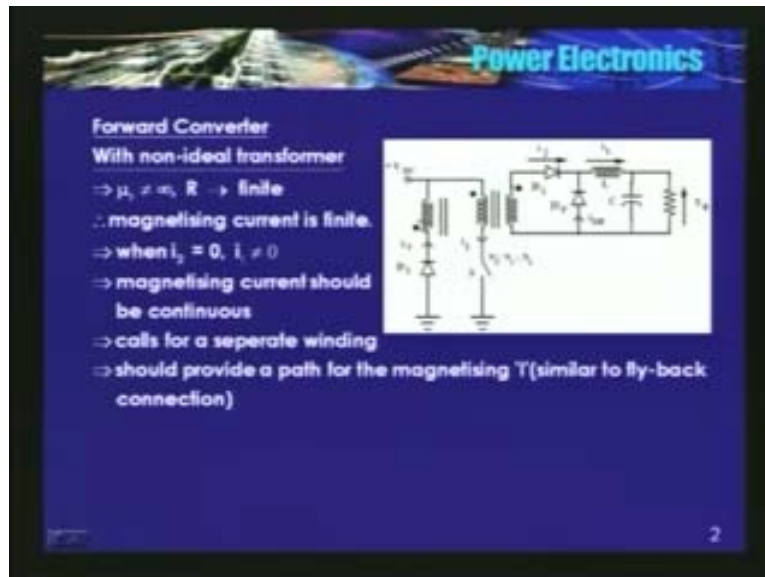 Power Electronics
Forward Converter
With non-ideal transformer
⇒ μr ≠ ∞, R → finite
∴ magnetising current is finite.
⇒ when i2 = 0, i1 ≠ 0
⇒ magnetising current should
be continuous
⇒ calls for a seperate winding
⇒ should provide a path for the magnetising 'I'(similar to fly-back
connection)
2